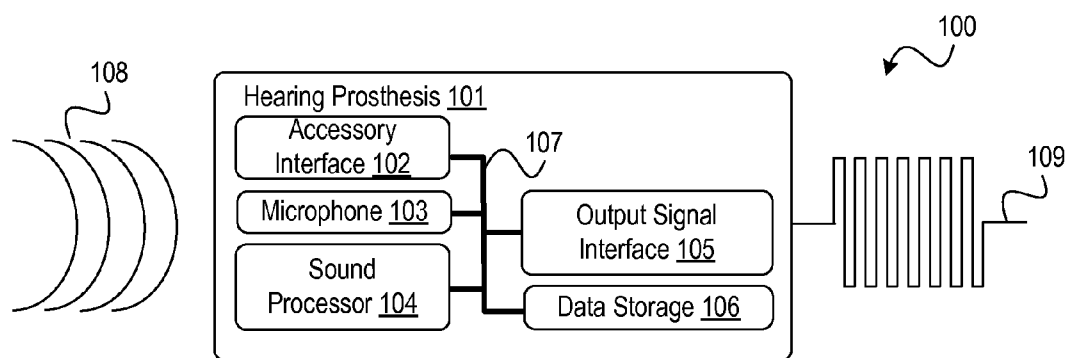 100
108
Hearing Prosthesis 101
Accessory
Interface 102
107
109
Microphone 103
Output Signal
Interface 105
Sound
Processor 104
Data Storage 106